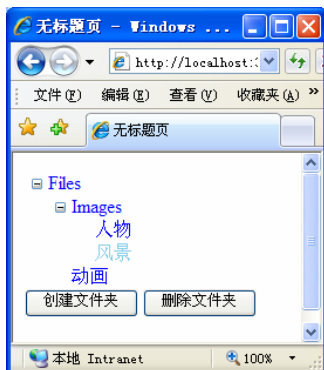 无标题页 - Windows ...
http://localhost:
文件(F) 编辑(E) 查看(V) 收藏夹(A) »
无标题页
Files
Images
人物
风景
动画
创建文件夹 删除文件夹
本地 Intranet 100%